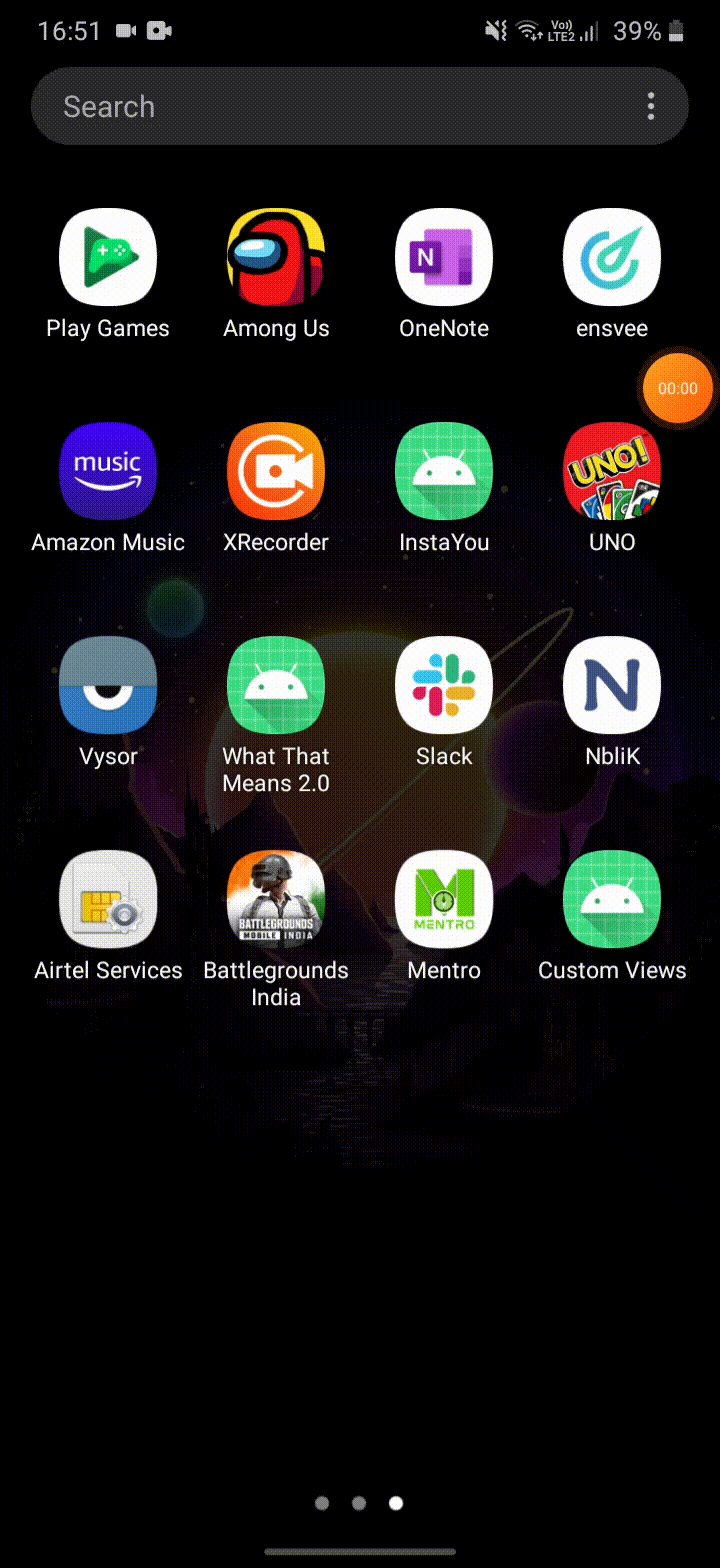 16:51 Vo)) LTE2 39%
Search
N
Play Games Among Us OneNote ensvee
00:00
music UNO!
Amazon Music XRecorder InstaYou UNO
N
Vysor What That Means 2.0 Slack NbliK
BATTLEGROUNDS
MOBILE INDIA
M
MENTRO
Airtel Services Battlegrounds India Mentro Custom Views